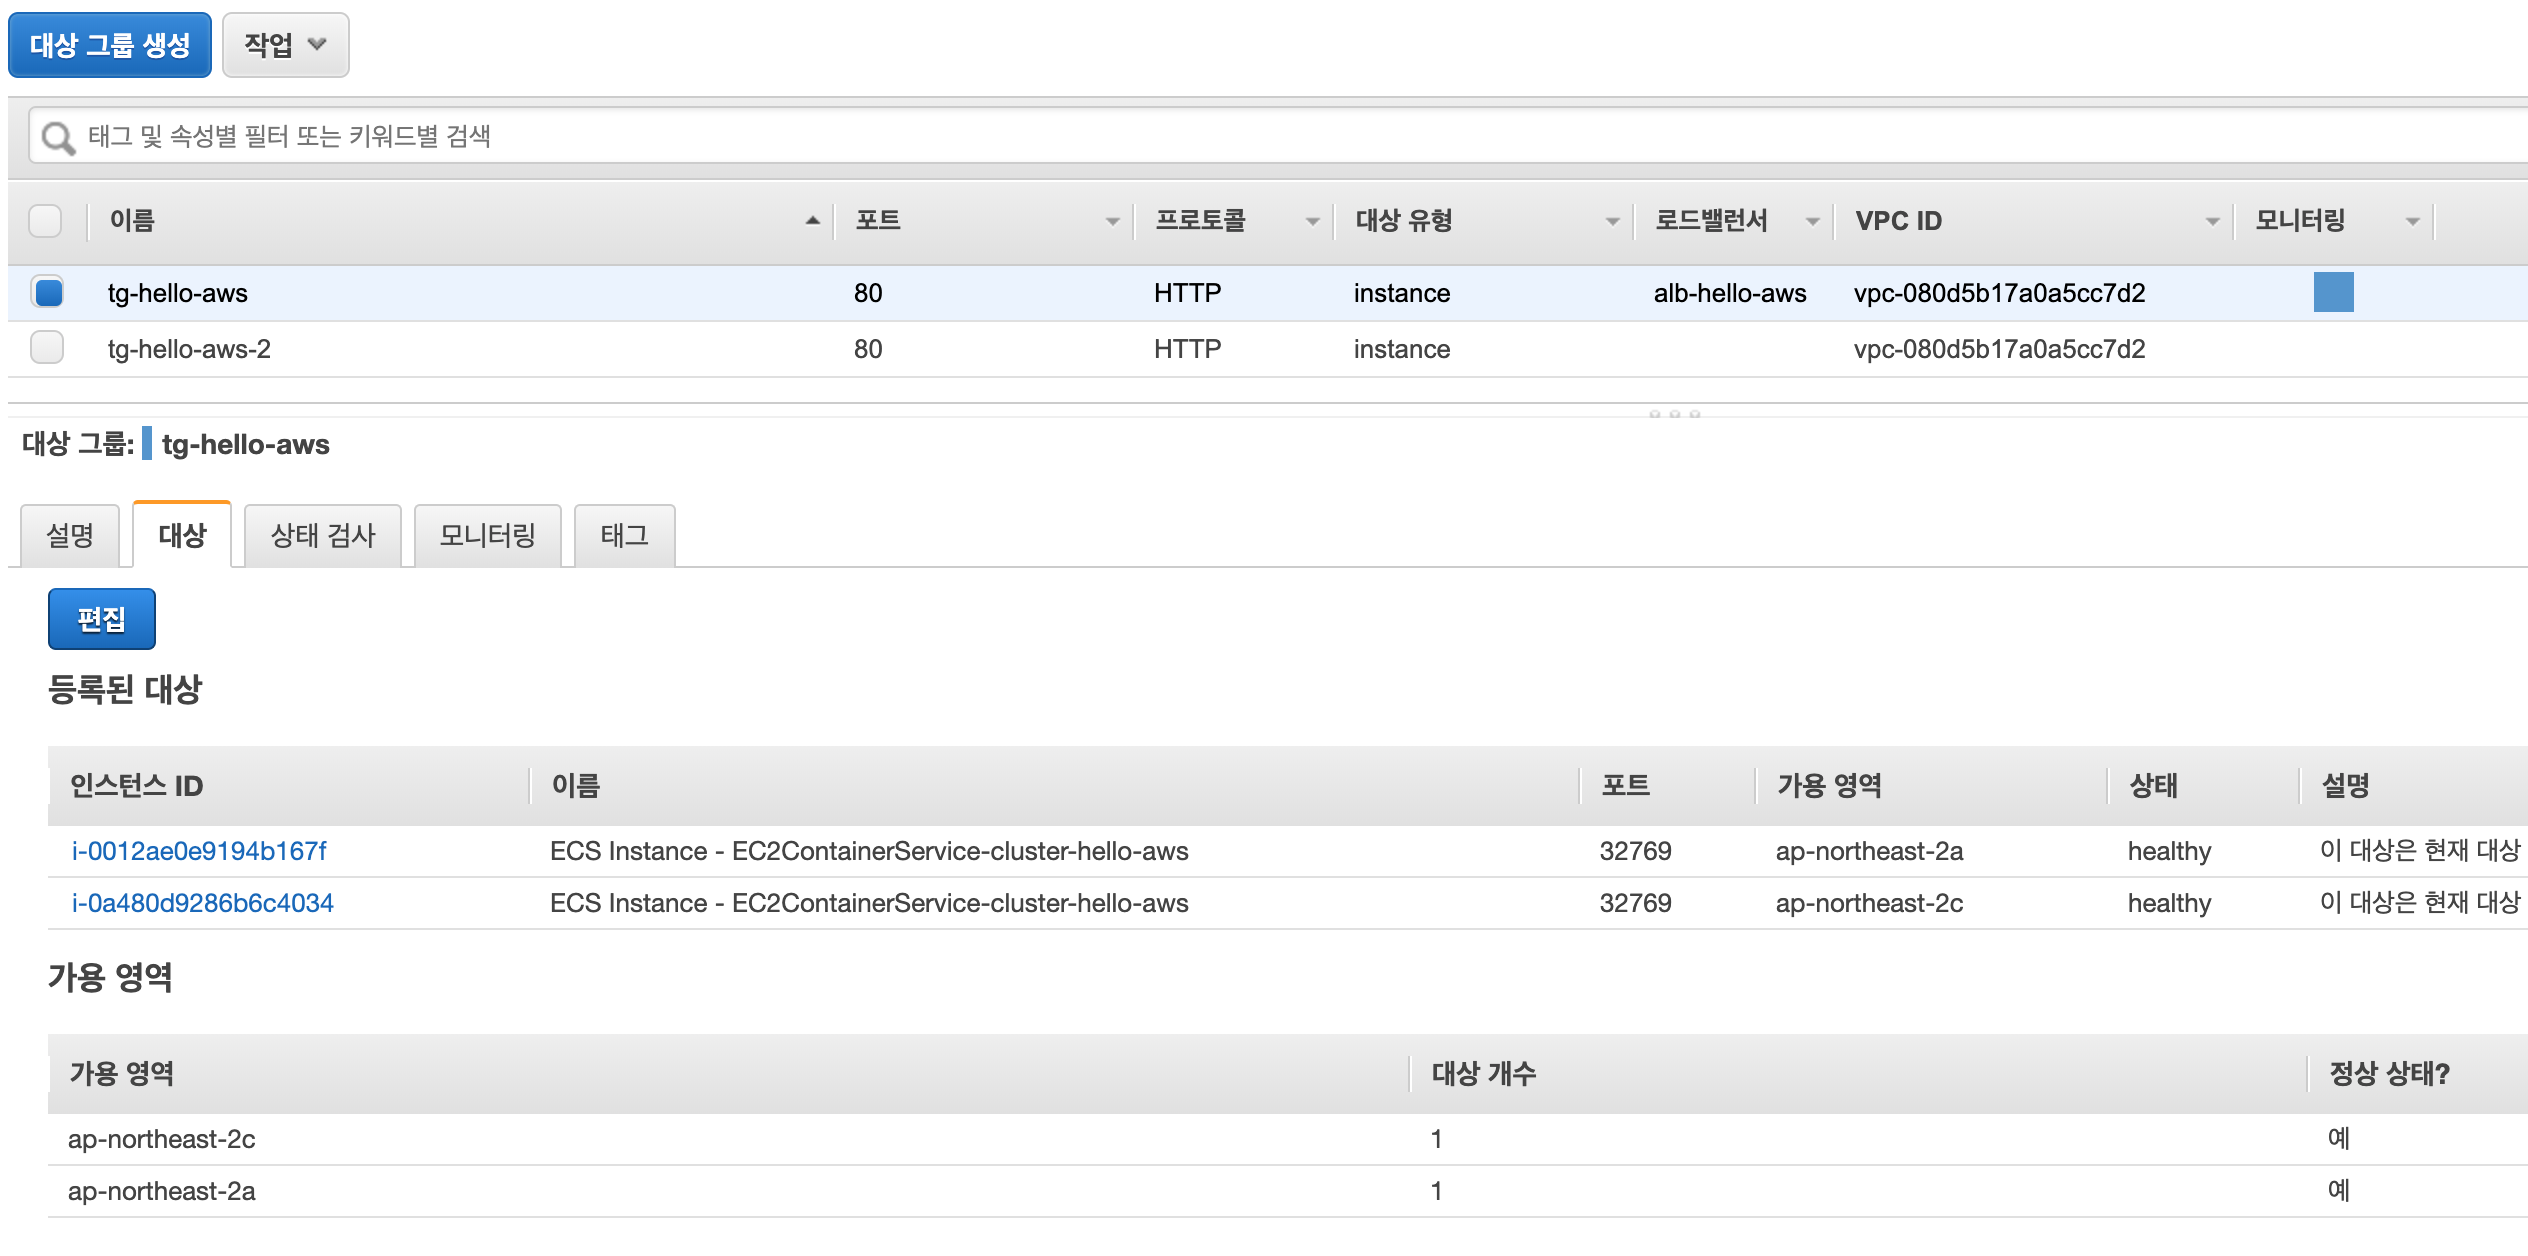 대상 그룹 생성 작업
태그 및 속성별 필터 또는 키워드별 검색
이름 포트 프로토콜 대상 유형 로드밸런서 VPC ID 모니터링
tg-hello-aws 80 HTTP instance alb-hello-aws vpc-080d5b17a0a5cc7d2
tg-hello-aws-2 80 HTTP instance vpc-080d5b17a0a5cc7d2
대상 그룹: tg-hello-aws
설명 대상 상태 검사 모니터링 태그
편집
등록된 대상
인스턴스 ID 이름 포트 가용 영역 상태 설명
i-0012ae0e9194b167f ECS Instance - EC2ContainerService-cluster-hello-aws 32769 ap-northeast-2a healthy 이 대상은 현재 대상
i-0a480d9286b6c4034 ECS Instance - EC2ContainerService-cluster-hello-aws 32769 ap-northeast-2c healthy 이 대상은 현재 대상
가용 영역
가용 영역 대상 개수 정상 상태?
ap-northeast-2c 1 예
ap-northeast-2a 1 예